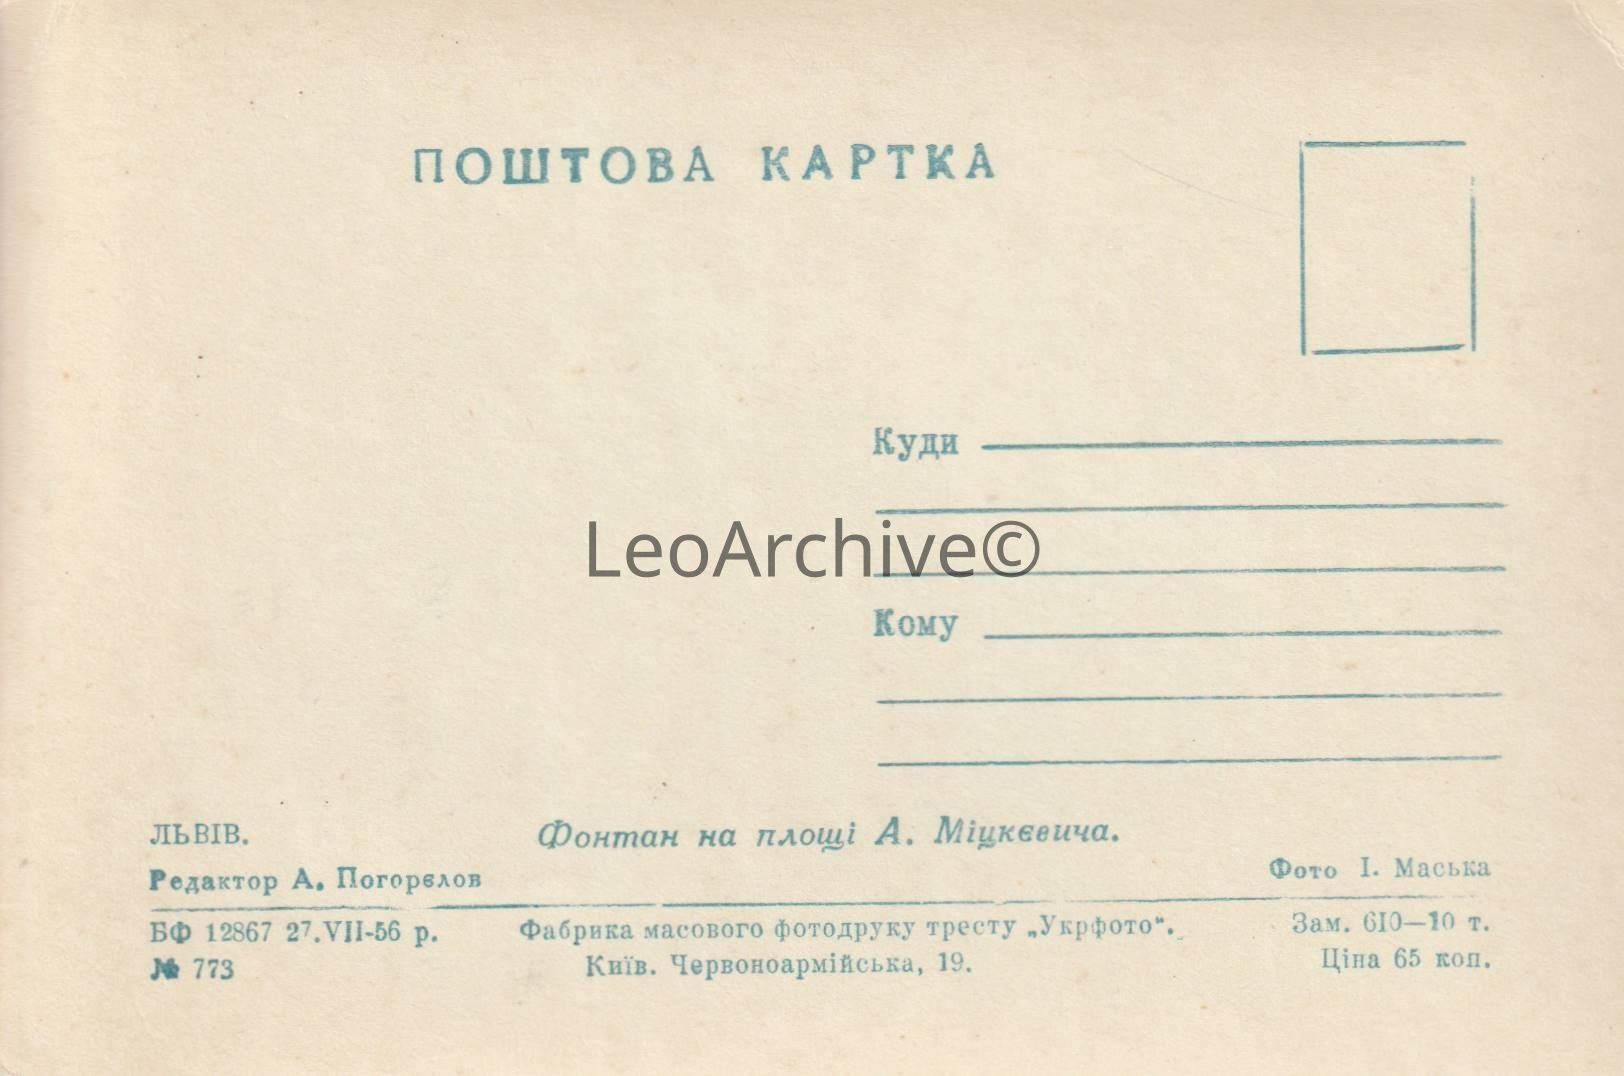 ПОШТОВА КАРТКА
Куди
LeoArchive©
Кому
ЛЬВІВ. Фонтан на площі А. Міцкєвича.
Редактор А. Погорєлов Фото І. Маська
БФ 12867 27.VII-56 р. Фабрика масового фотодруку тресту „Укрфото“. Зам. 610—10 т.
№ 773 Київ. Червоноармійська, 19. Ціна 65 коп.